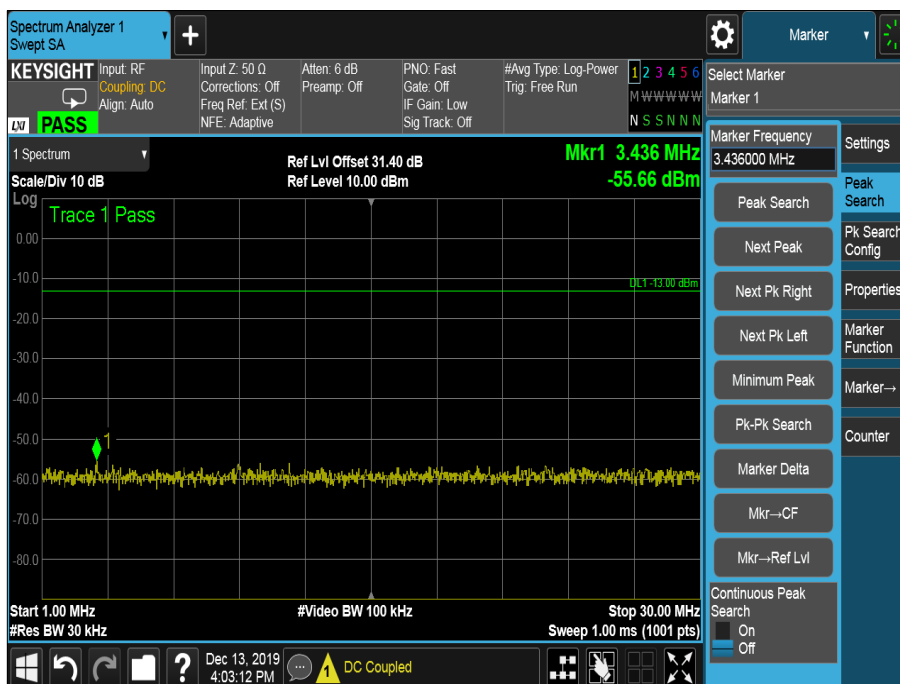 Spectrum Analyzer 1
Swept SA
+
Marker
KEYSIGHT
LXI PASS
Input: RF
Coupling: DC
Align: Auto
Input Z: 50 Ω
Corrections: Off
Freq Ref: Ext (S)
NFE: Adaptive
Atten: 6 dB
Preamp: Off
PNO: Fast
Gate: Off
IF Gain: Low
Sig Track: Off
#Avg Type: Log-Power
Trig: Free Run
1 2 3 4 5 6
M W W W W W
N S S N N N
Select Marker
Marker 1
1 Spectrum
Scale/Div 10 dB
Ref Lvl Offset 31.40 dB
Ref Level 10.00 dBm
Mkr1 3.436 MHz
-55.66 dBm
Log
Trace 1 Pass
0.00
-10.0
DL1 -13.00 dBm
-20.0
-30.0
-40.0
-50.0
1
-60.0
-70.0
-80.0
Start 1.00 MHz
#Video BW 100 kHz
Stop 30.00 MHz
#Res BW 30 kHz
Sweep 1.00 ms (1001 pts)
Marker Frequency
3.436000 MHz
Peak Search
Next Peak
Next Pk Right
Next Pk Left
Minimum Peak
Pk-Pk Search
Marker Delta
Mkr→CF
Mkr→Ref Lvl
Continuous Peak
Search
On
Off
Settings
Peak
Search
Pk Search
Config
Properties
Marker
Function
Marker→
Counter
?
Dec 13, 2019
4:03:12 PM
1
DC Coupled